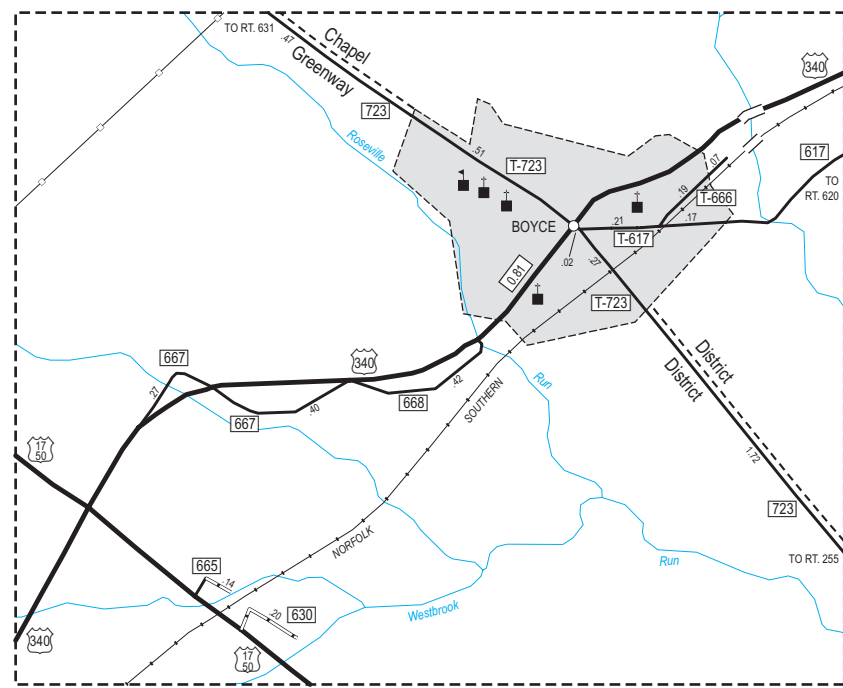 TO RT. 631
.47
Chapel
Greenway
723
Roseville
.51
T-723
340
617
TO
RT. 620
.07
.19
T-666
.17
.21
T-617
BOYCE
.02
.27
T-723
0.81
667
.27
340
667
.40
668
.42
SOUTHERN
Run
District
District
1.72
723
TO RT. 255
17
50
NORFOLK
665
.14
Run
Westbrook
630
.20
340
17
50